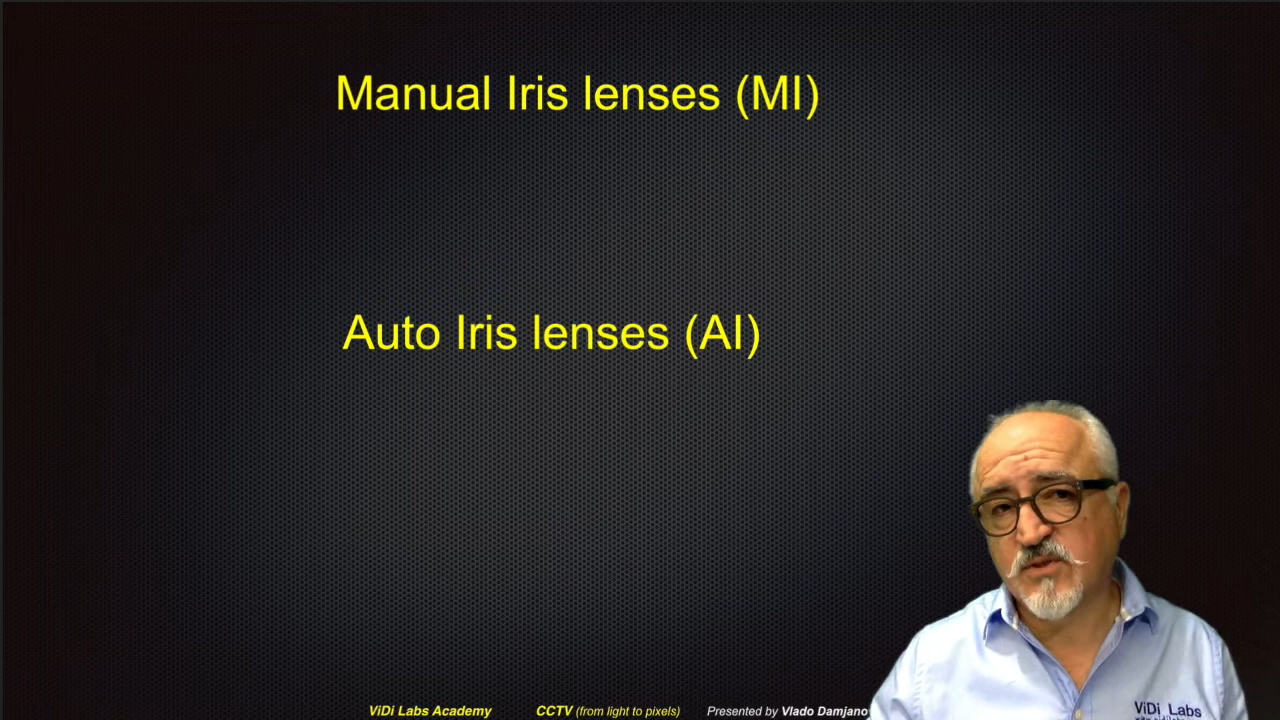 Manual Iris lenses (MI)
Auto Iris lenses (AI)
ViDi Labs Academy CCTV (from light to pixels) Presented by Vlado Damjano
ViDi Labs